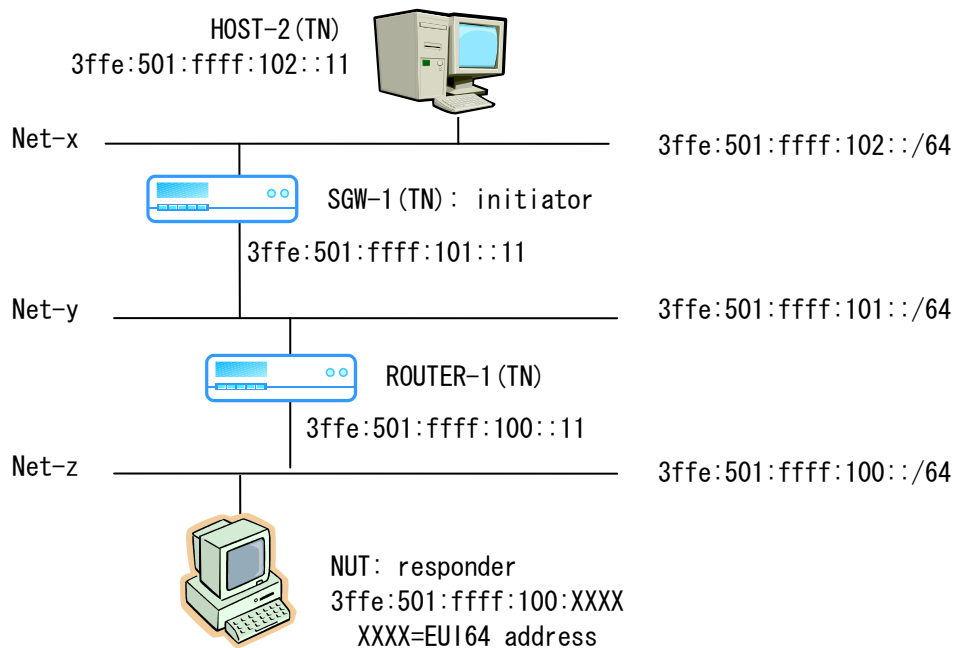 HOST-2(TN)
3ffe:501:ffff:102::11
Net-x
3ffe:501:ffff:102::/64
SGW-1(TN): initiator
3ffe:501:ffff:101::11
Net-y
3ffe:501:ffff:101::/64
ROUTER-1(TN)
3ffe:501:ffff:100::11
Net-z
3ffe:501:ffff:100::/64
NUT: responder
3ffe:501:ffff:100:XXXX
XXXX=EUI64 address